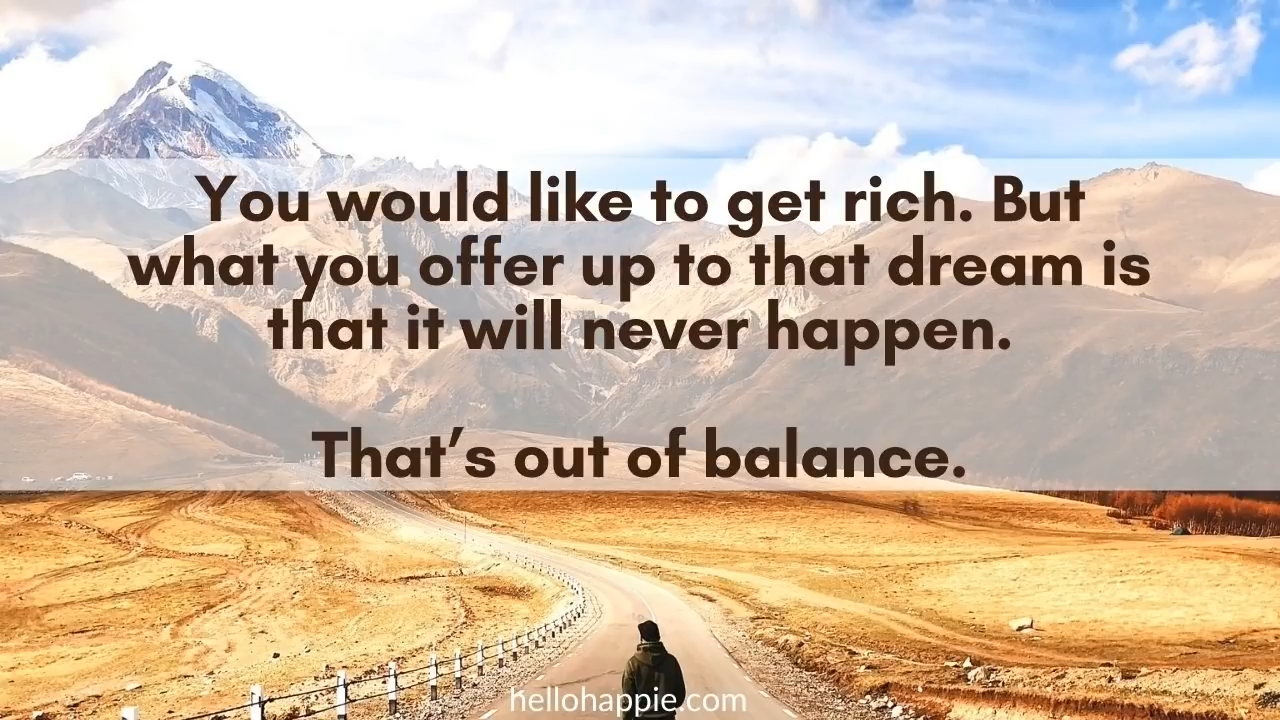 You would like to get rich. But
what you offer up to that dream is
that it will never happen.
That's out of balance.
hellohappie.com